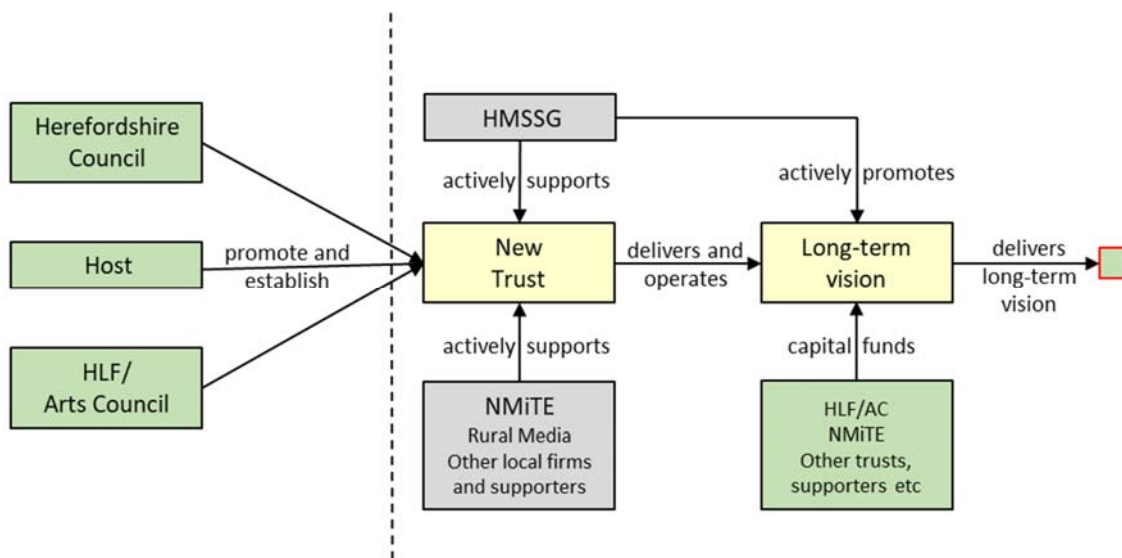 Herefordshire
Council
Host
HLF/
Arts Council
promote and
establish
HMSSG
actively supports
actively promotes
New
Trust
delivers and
operates
Long-term
vision
delivers
long-term
vision
actively supports
capital funds
NMiTE
Rural Media
Other local firms
and supporters
HLF/AC
NMiTE
Other trusts,
supporters etc